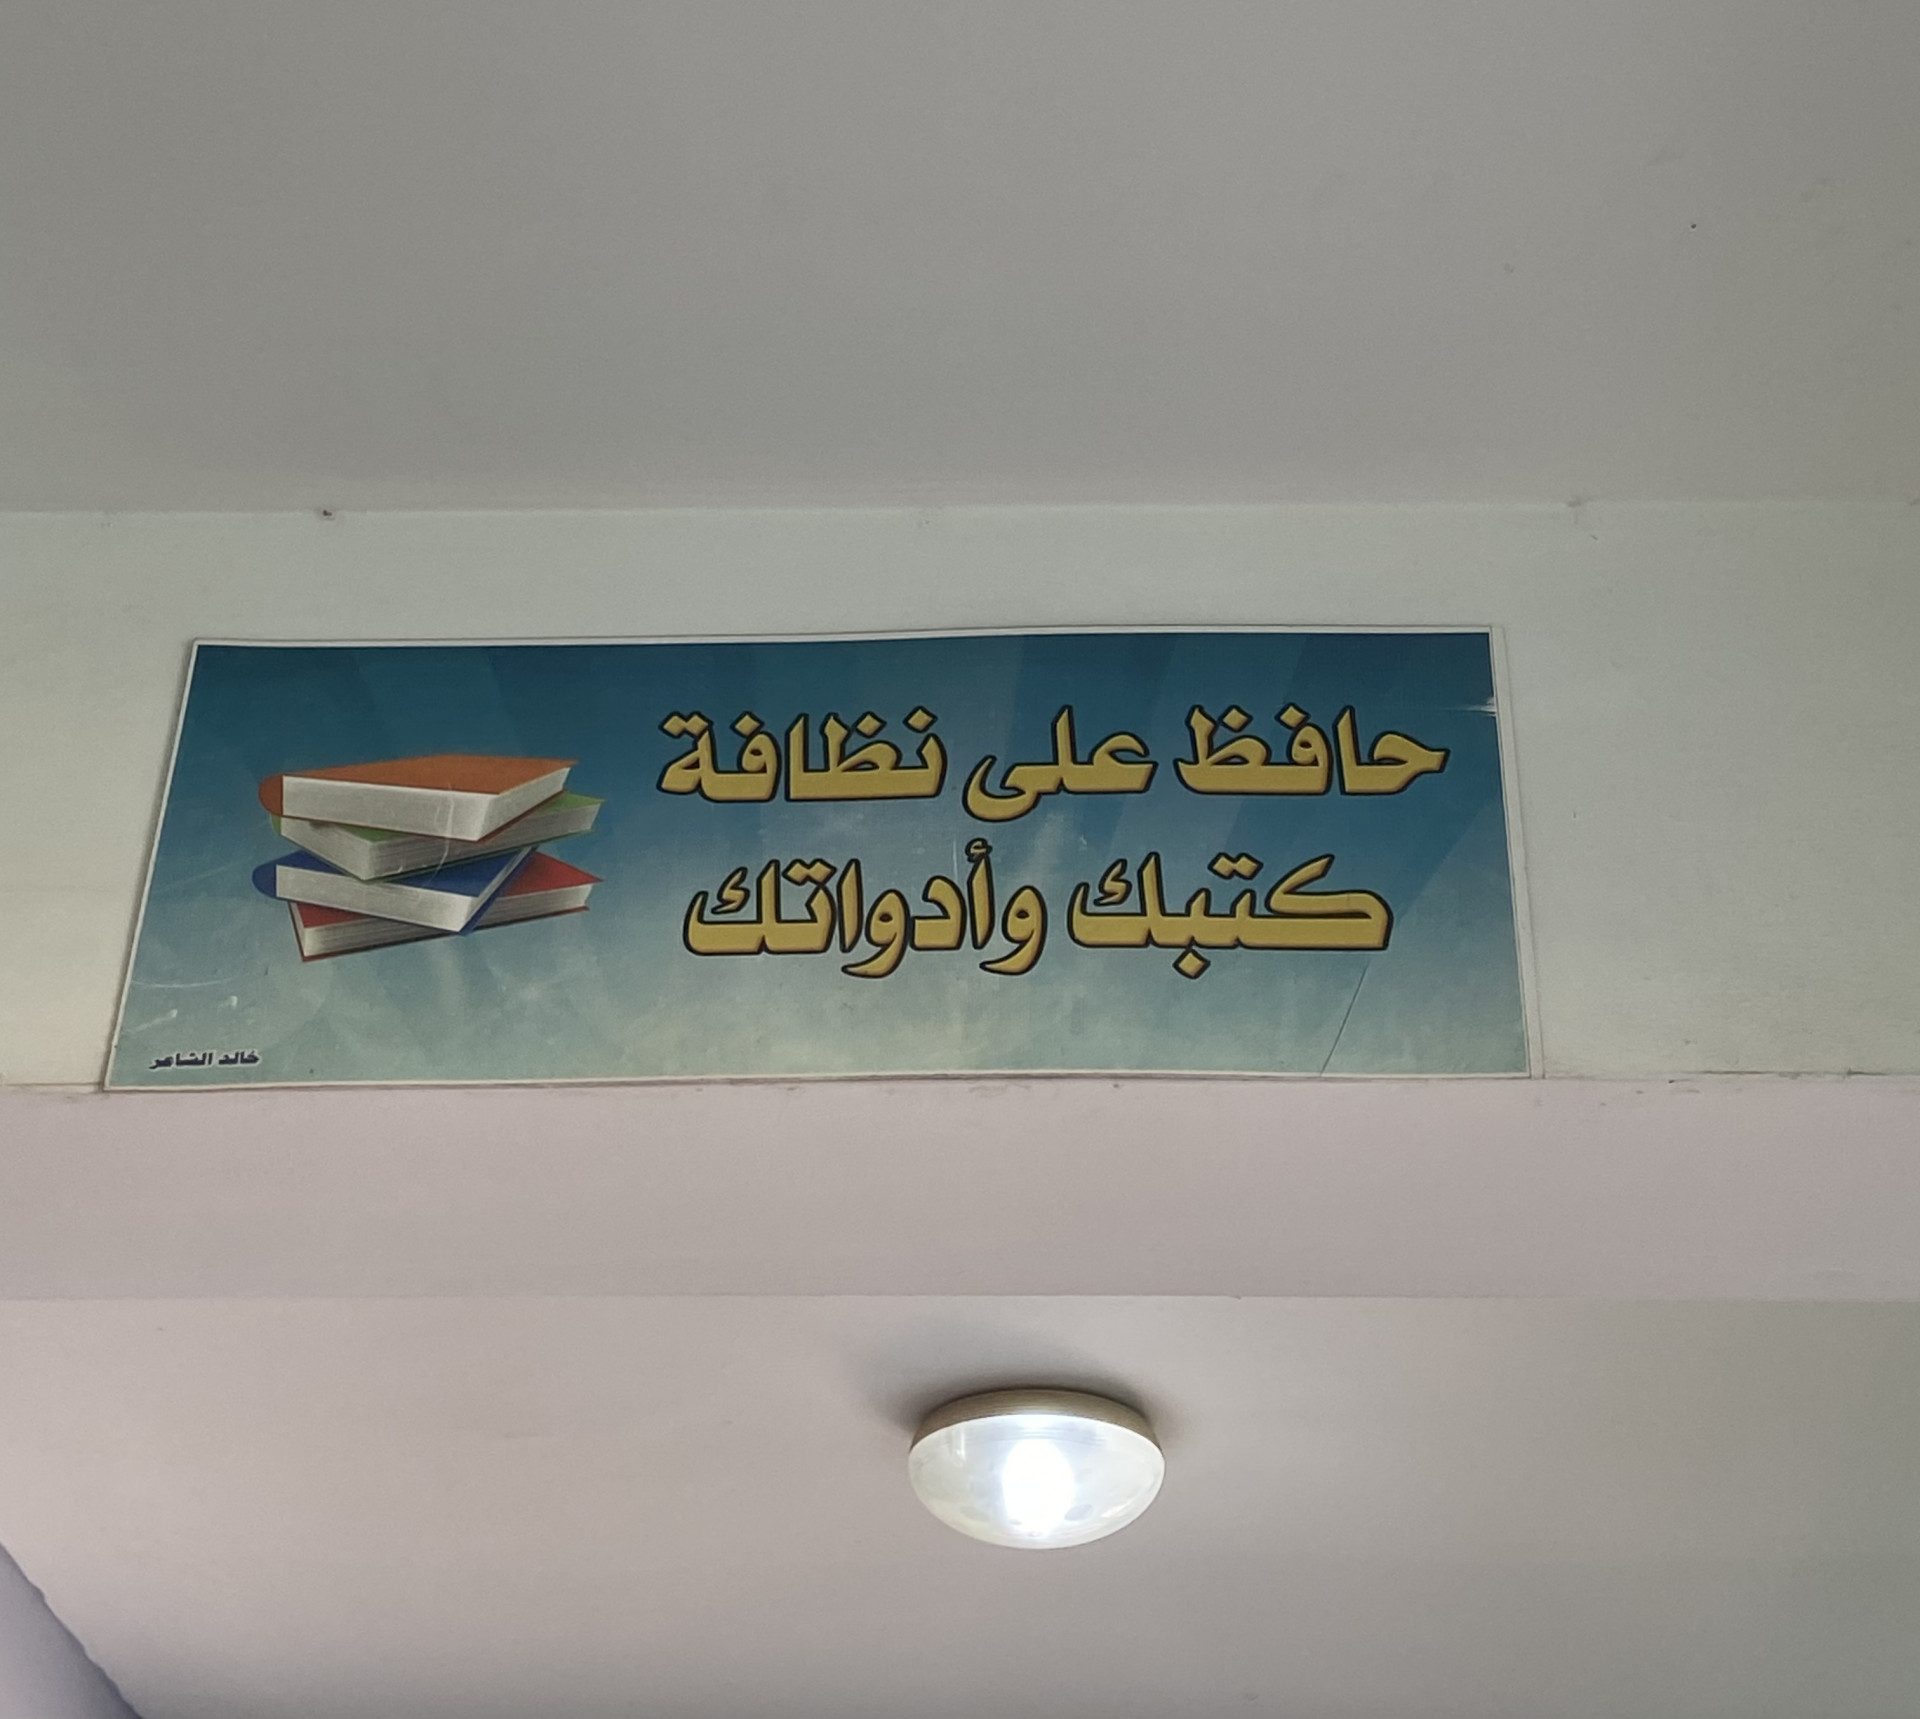 حافظ على نظافة
كتبك وأدواتك
خالد الشاعر